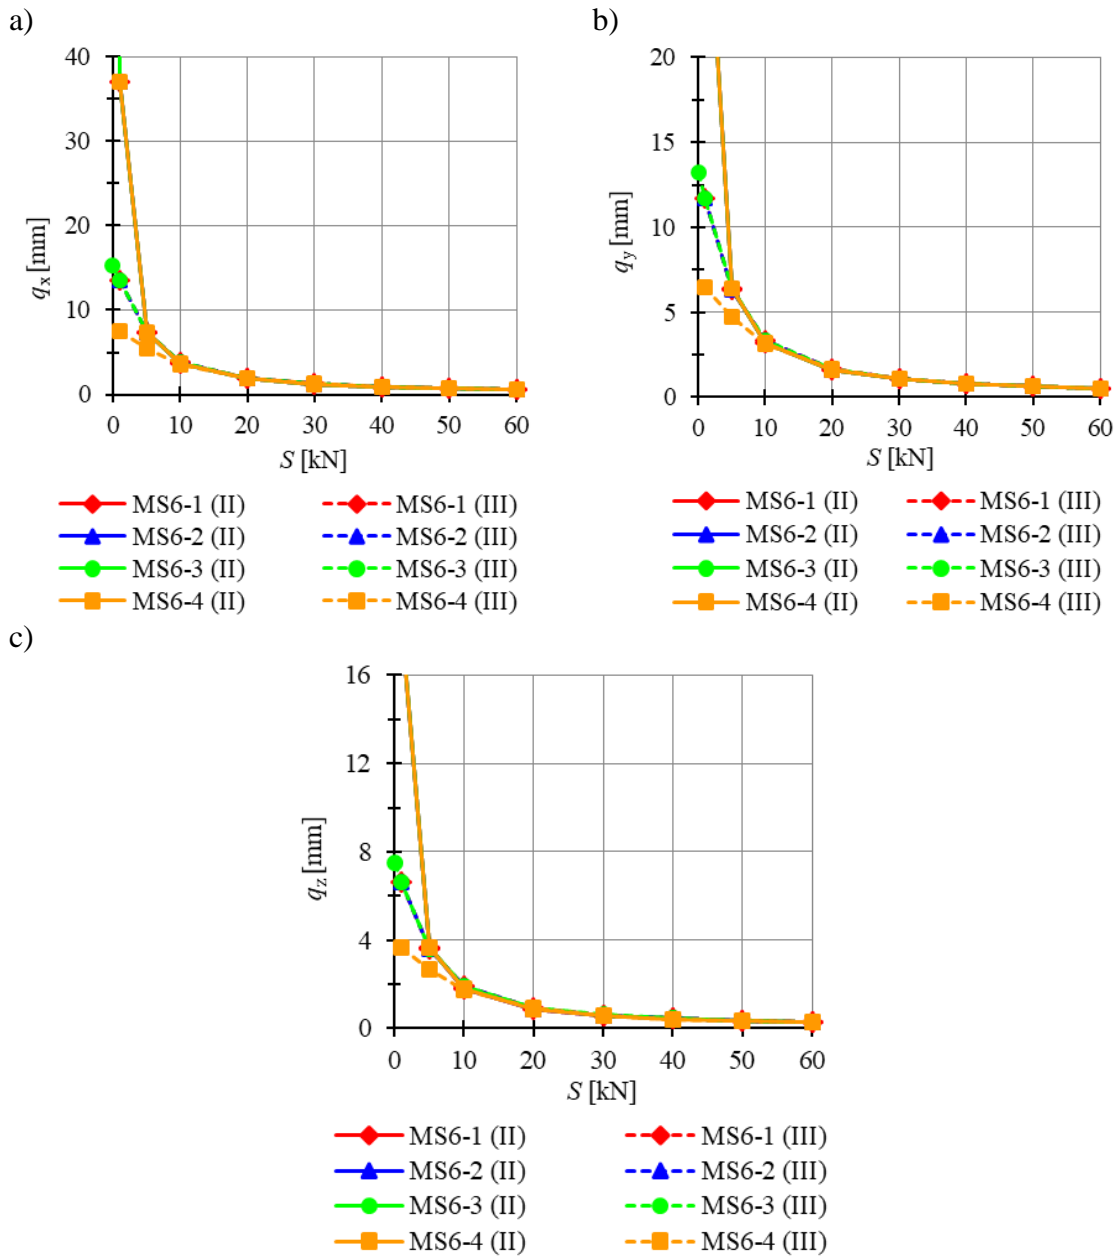 a)
b)
40
30
20
10
0
q_x [mm]
0 10 20 30 40 50 60
S [kN]
20
15
10
5
0
q_y [mm]
0 10 20 30 40 50 60
S [kN]
MS6-1 (II) MS6-1 (III)
MS6-2 (II) MS6-2 (III)
MS6-3 (II) MS6-3 (III)
MS6-4 (II) MS6-4 (III)
MS6-1 (II) MS6-1 (III)
MS6-2 (II) MS6-2 (III)
MS6-3 (II) MS6-3 (III)
MS6-4 (II) MS6-4 (III)
c)
16
12
8
4
0
q_z [mm]
0 10 20 30 40 50 60
S [kN]
MS6-1 (II) MS6-1 (III)
MS6-2 (II) MS6-2 (III)
MS6-3 (II) MS6-3 (III)
MS6-4 (II) MS6-4 (III)